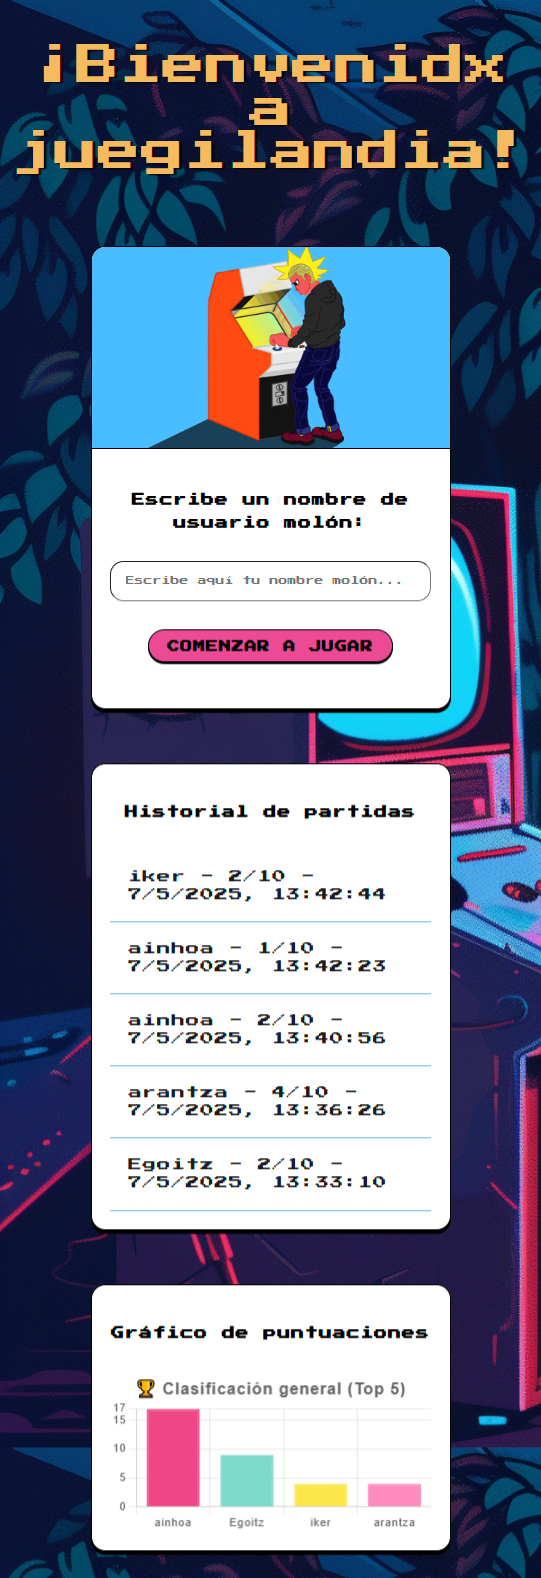 ¡Bienvenidx
a
juegilandia!
Escribe un nombre de
usuario molón:
Escribe aquí tu nombre molón...
COMENZAR A JUGAR
Historial de partidas
iker - 2/10 -
7/5/2025, 13:42:44
ainhoa - 1/10 -
7/5/2025, 13:42:23
ainhoa - 2/10 -
7/5/2025, 13:40:56
arantza - 4/10 -
7/5/2025, 13:36:26
Egoitz - 2/10 -
7/5/2025, 13:33:10
Gráfico de puntuaciones
🏆 Clasificación general (Top 5)
17
15
10
5
0
ainhoa Egoitz iker arantza